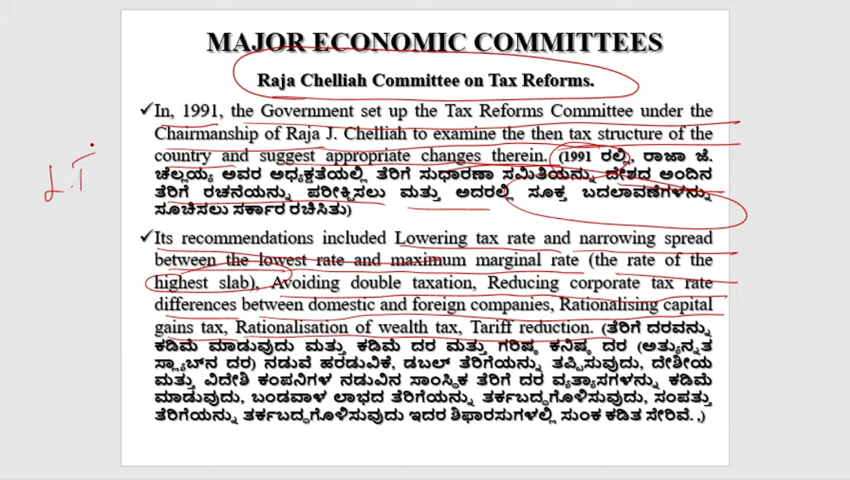 MAJOR ECONOMIC COMMITTEES
Raja Chelliah Committee on Tax Reforms.
✓In, 1991, the Government set up the Tax Reforms Committee under the
Chairmanship of Raja J. Chelliah to examine the then tax structure of the
country and suggest appropriate changes therein. (1991 ರಲ್ಲಿ, ರಾಜಾ ಜೆ.
ಚೆಲ್ಲಯ್ಯ ಅವರ ಅಧ್ಯಕ್ಷತೆಯಲ್ಲಿ ತೆರಿಗೆ ಸುಧಾರಣಾ ಸಮಿತಿಯನ್ನು ದೇಶದ ಅಂದಿನ
ತೆರಿಗೆ ರಚನೆಯನ್ನು ಪರೀಕ್ಷಿಸಲು ಮತ್ತು ಅದರಲ್ಲಿ ಸೂಕ್ತ ಬದಲಾವಣೆಗಳನ್ನು
ಸೂಚಿಸಲು ಸರ್ಕಾರ ರಚಿಸಿತು)
L.T
✓Its recommendations included Lowering tax rate and narrowing spread
between the lowest rate and maximum marginal rate (the rate of the
highest slab), Avoiding double taxation, Reducing corporate tax rate
differences between domestic and foreign companies, Rationalising capital
gains tax, Rationalisation of wealth tax, Tariff reduction. (ತೆರಿಗೆ ದರವನ್ನು
ಕಡಿಮೆ ಮಾಡುವುದು ಮತ್ತು ಕಡಿಮೆ ದರ ಮತ್ತು ಗರಿಷ್ಠ ಕನಿಷ್ಠ ದರ (ಅತ್ಯುನ್ನತ
ಸ್ಲ್ಯಾಬ್‌ನ ದರ) ನಡುವೆ ಹರಡುವಿಕೆ, ಡಬಲ್ ತೆರಿಗೆಯನ್ನು ತಪ್ಪಿಸುವುದು, ದೇಶೀಯ
ಮತ್ತು ವಿದೇಶಿ ಕಂಪನಿಗಳ ನಡುವಿನ ಸಾಂಸ್ಥಿಕ ತೆರಿಗೆ ದರ ವ್ಯತ್ಯಾಸಗಳನ್ನು ಕಡಿಮೆ
ಮಾಡುವುದು, ಬಂಡವಾಳ ಲಾಭದ ತೆರಿಗೆಯನ್ನು ತರ್ಕಬದ್ಧಗೊಳಿಸುವುದು, ಸಂಪತ್ತು
ತೆರಿಗೆಯನ್ನು ತರ್ಕಬದ್ಧಗೊಳಿಸುವುದು ಇದರ ಶಿಫಾರಸುಗಳಲ್ಲಿ ಸುಂಕ ಕಡಿತ ಸೇರಿವೆ.,)